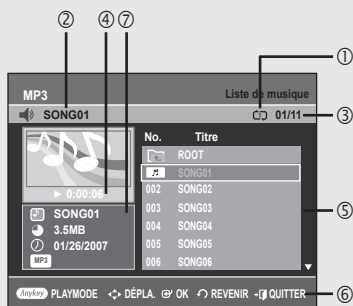 ② ④ ⑦
①
MP3 Liste de musique
SONG01 01/11 ③
No. Titre
ROOT
SONG01
0:00:06
002 SONG02
SONG01 003 SONG03 ⑤
3.5MB 004 SONG04
01/26/2007 005 SONG05
MP3 006 SONG06
Anykey PLAYMODE DÉPLA. OK REVENIR QUITTER ⑥